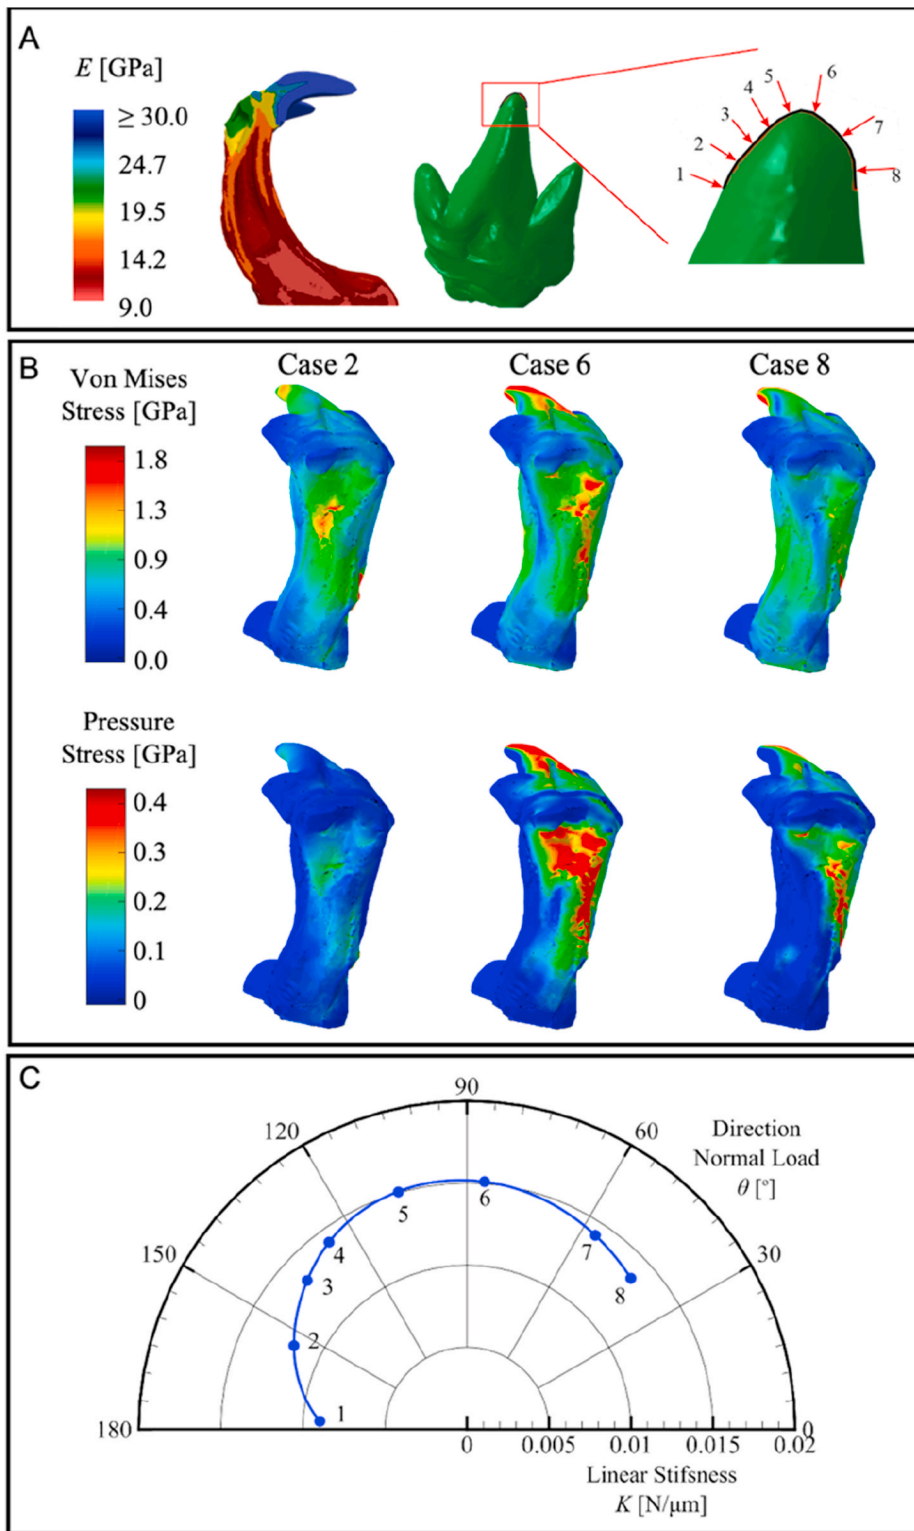 A
E [GPa]
≥ 30.0
24.7
19.5
14.2
9.0
1
2
3
4
5
6
7
8
B
Case 2
Case 6
Case 8
Von Mises
Stress [GPa]
1.8
1.3
0.9
0.4
0.0
Pressure
Stress [GPa]
0.4
0.3
0.2
0.1
0
C
90
120
60
Direction
Normal Load
θ [°]
150
30
180
0
1
2
3
4
5
6
7
8
0 0.005 0.01 0.015 0.02
Linear Stifsness
K [N/μm]